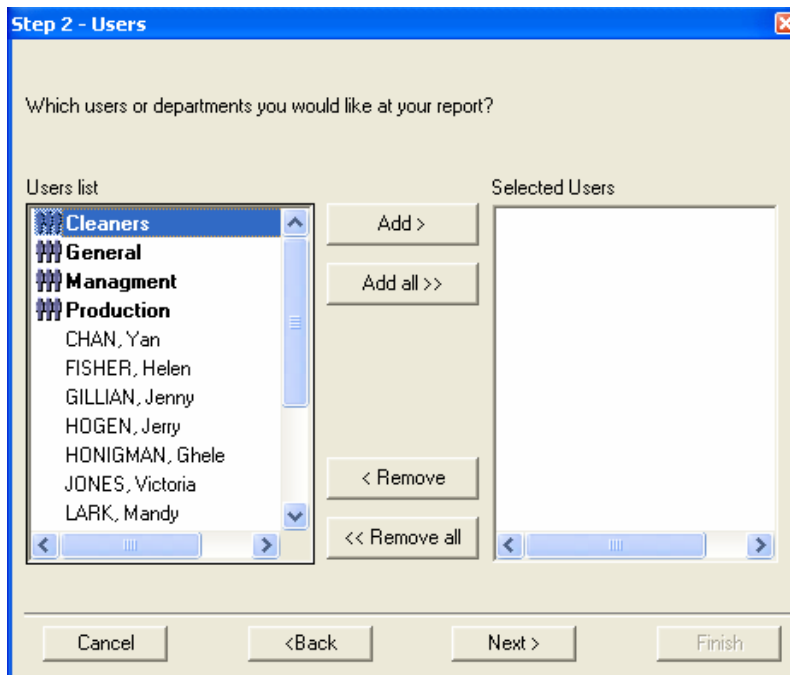 Step 2 - Users
Which users or departments you would like at your report?
Users list
Selected Users
Cleaners
General
Managment
Production
CHAN, Yan
FISHER, Helen
GILLIAN, Jenny
HOGEN, Jerry
HONIGMAN, Ghele
JONES, Victoria
LARK, Mandy
Add >
Add all >>
< Remove
<< Remove all
Cancel
<Back
Next >
Finish